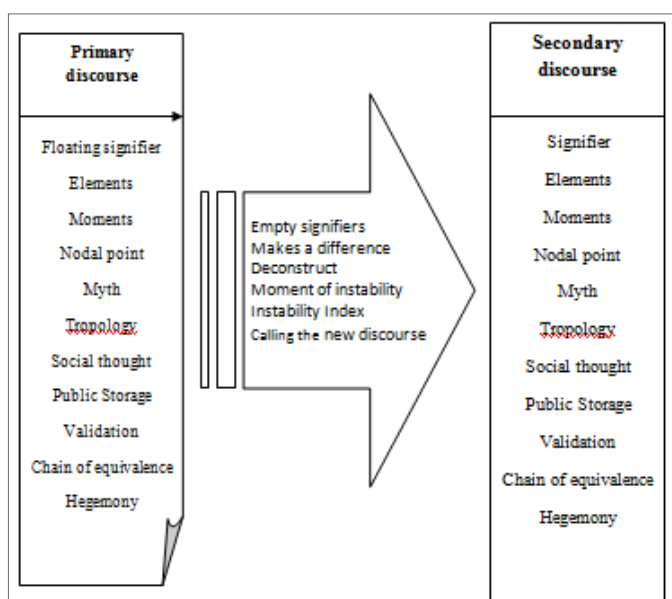 Primary
discourse
Floating signifier
Elements
Moments
Nodal point
Myth
Tropology
Social thought
Public Storage
Validation
Chain of equivalence
Hegemony
Empty signifiers
Makes a difference
Deconstruct
Moment of instability
Instability Index
Calling the new discourse
Secondary
discourse
Signifier
Elements
Moments
Nodal point
Myth
Tropology
Social thought
Public Storage
Validation
Chain of equivalence
Hegemony